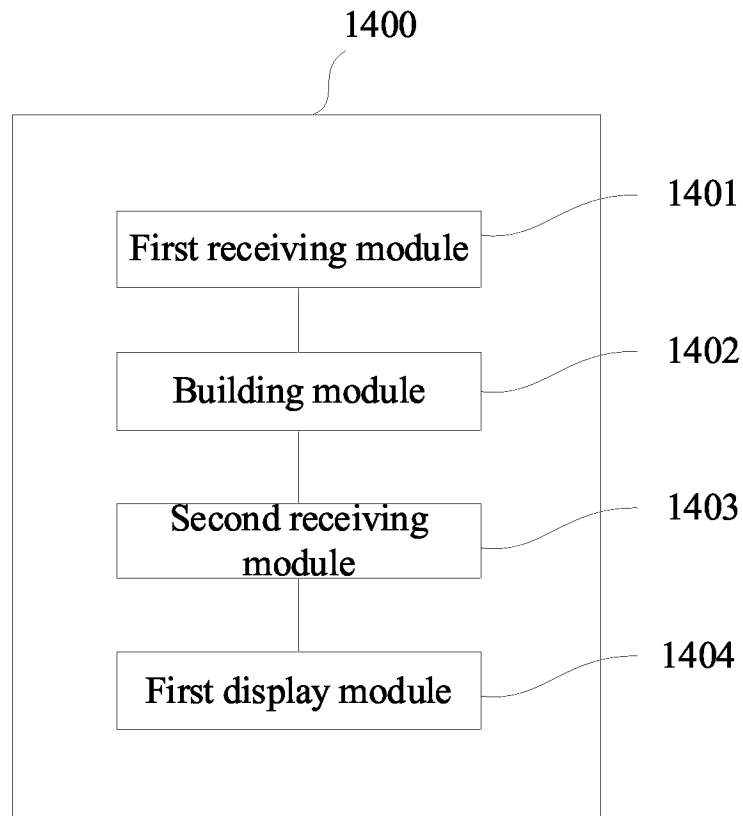 1400
1401
First receiving module
1402
Building module
1403
Second receiving
module
1404
First display module